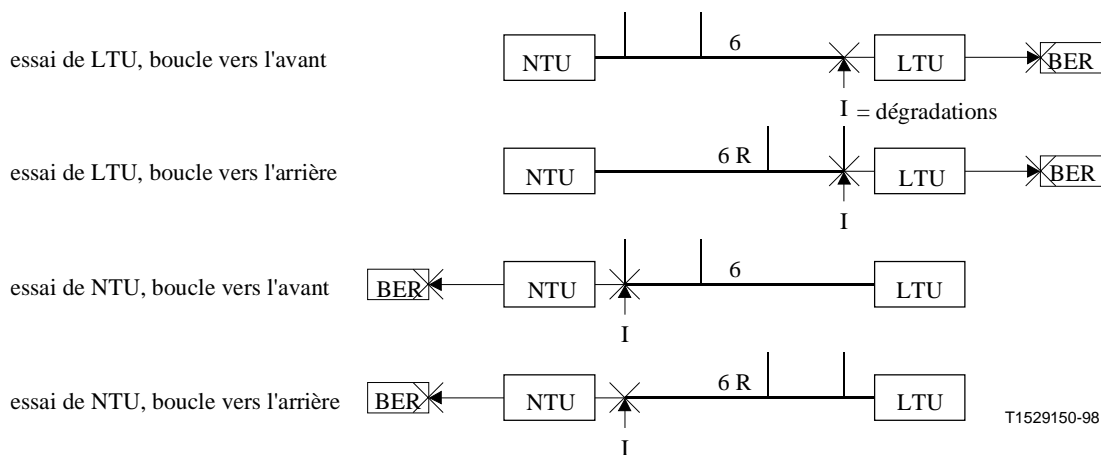 essai de LTU, boucle vers l'avant NTU 6 LTU BER
I = dégradations
essai de LTU, boucle vers l'arrière NTU 6 R LTU BER
I
essai de NTU, boucle vers l'avant BER NTU 6 LTU
I
essai de NTU, boucle vers l'arrière BER NTU 6 R LTU
T1529150-98
I